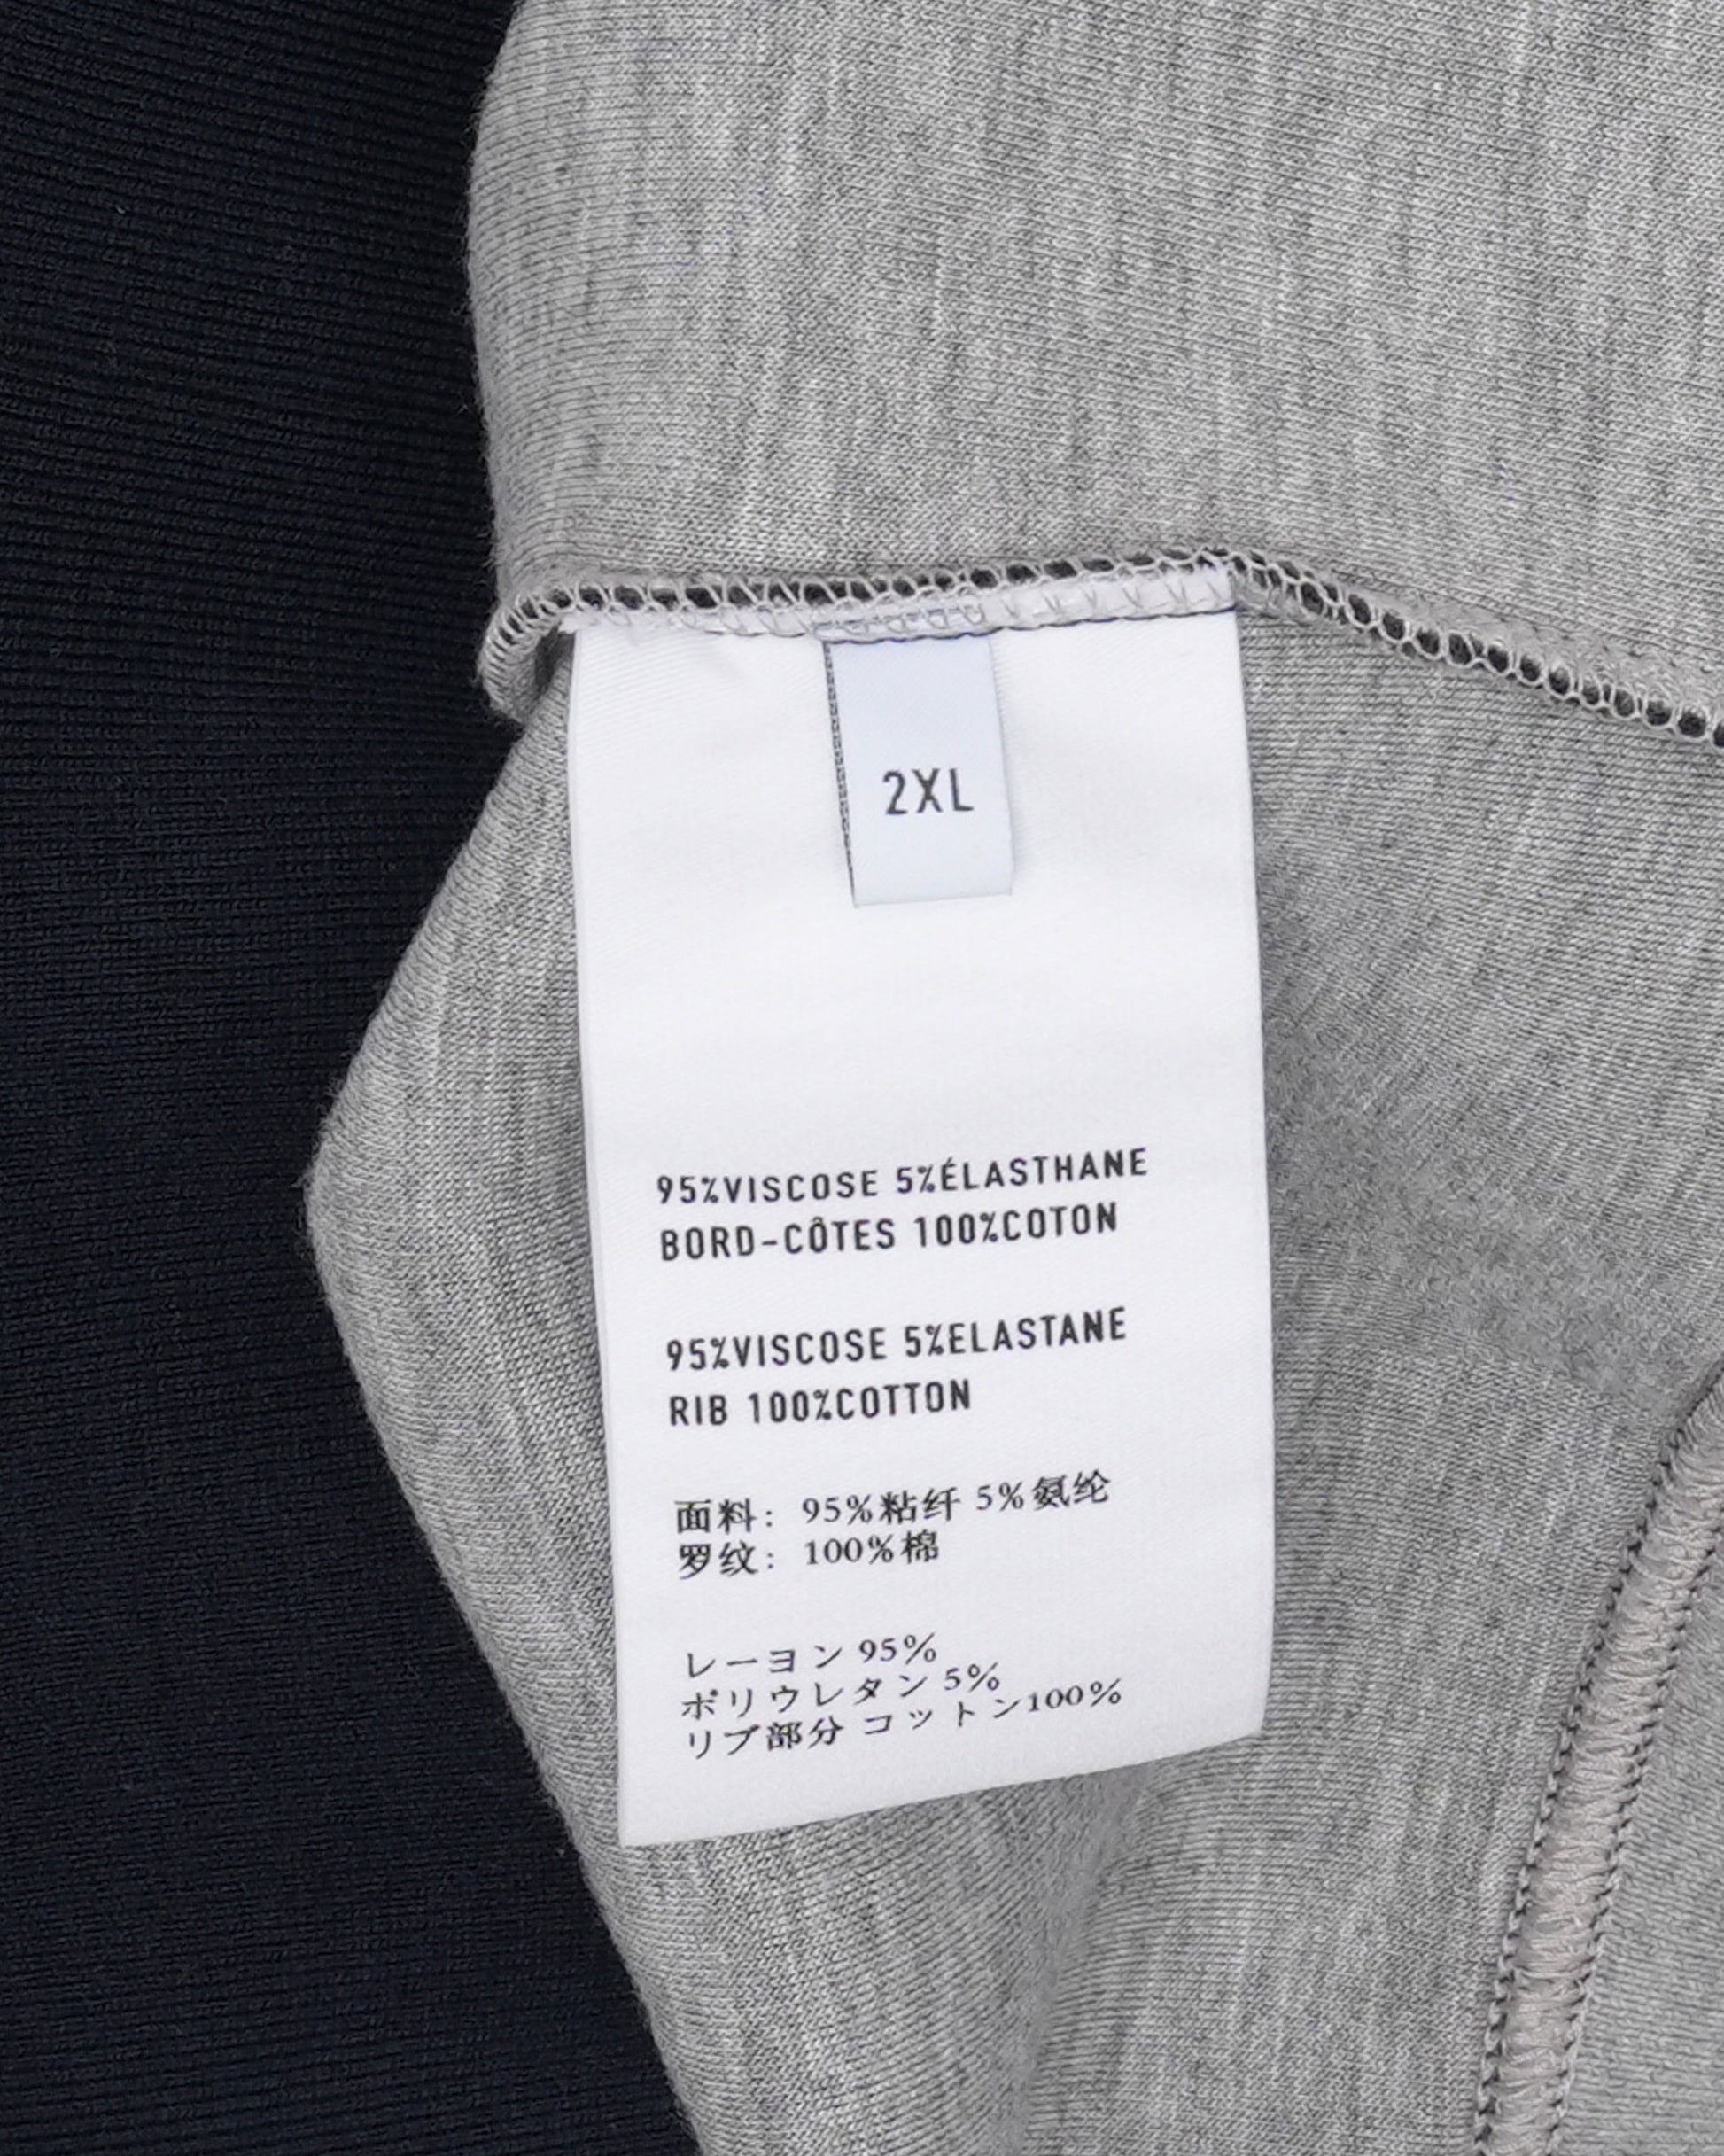 2XL
95%VISCOSE 5%ÉLASTHANE
BORD-CÔTES 100%COTON
95%VISCOSE 5%ELASTANE
RIB 100%COTTON
面料: 95%粘纤 5%氨纶
罗纹: 100%棉
レーヨン 95%
ポリウレタン 5%
リブ部分 コットン100%